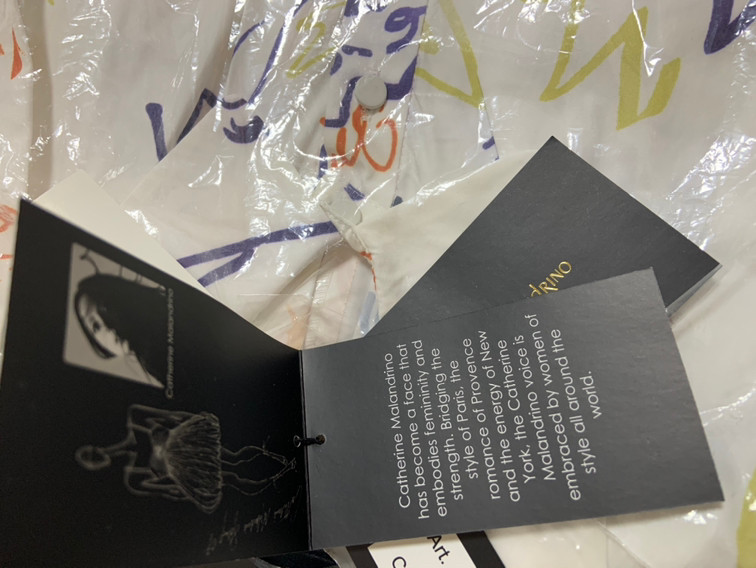 Catherine Malandrino
Catherine Malandrino
has become a face that
embodies femininity and
strength. Bridging the
style of Paris, the
romance of Provence
and the energy of New
York, the Catherine
Malandrino voice is
embraced by women of
style all around the
world.
DRINO
Art.
C